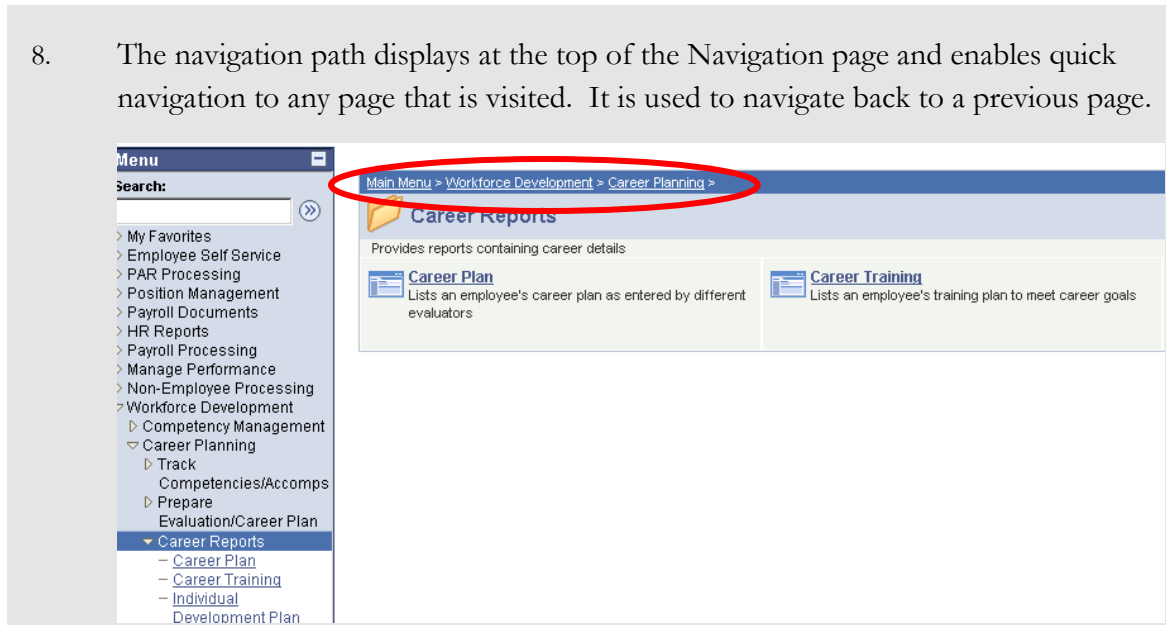 8. The navigation path displays at the top of the Navigation page and enables quick
navigation to any page that is visited. It is used to navigate back to a previous page.
Menu
Search:
My Favorites
Employee Self Service
PAR Processing
Position Management
Payroll Documents
HR Reports
Payroll Processing
Manage Performance
Non-Employee Processing
Workforce Development
Competency Management
Career Planning
Track
Competencies/Accomps
Prepare
Evaluation/Career Plan
Career Reports
– Career Plan
– Career Training
– Individual
Development Plan
Main Menu > Workforce Development > Career Planning >
Career Reports
Provides reports containing career details
Career Plan
Lists an employee's career plan as entered by different
evaluators
Career Training
Lists an employee's training plan to meet career goals